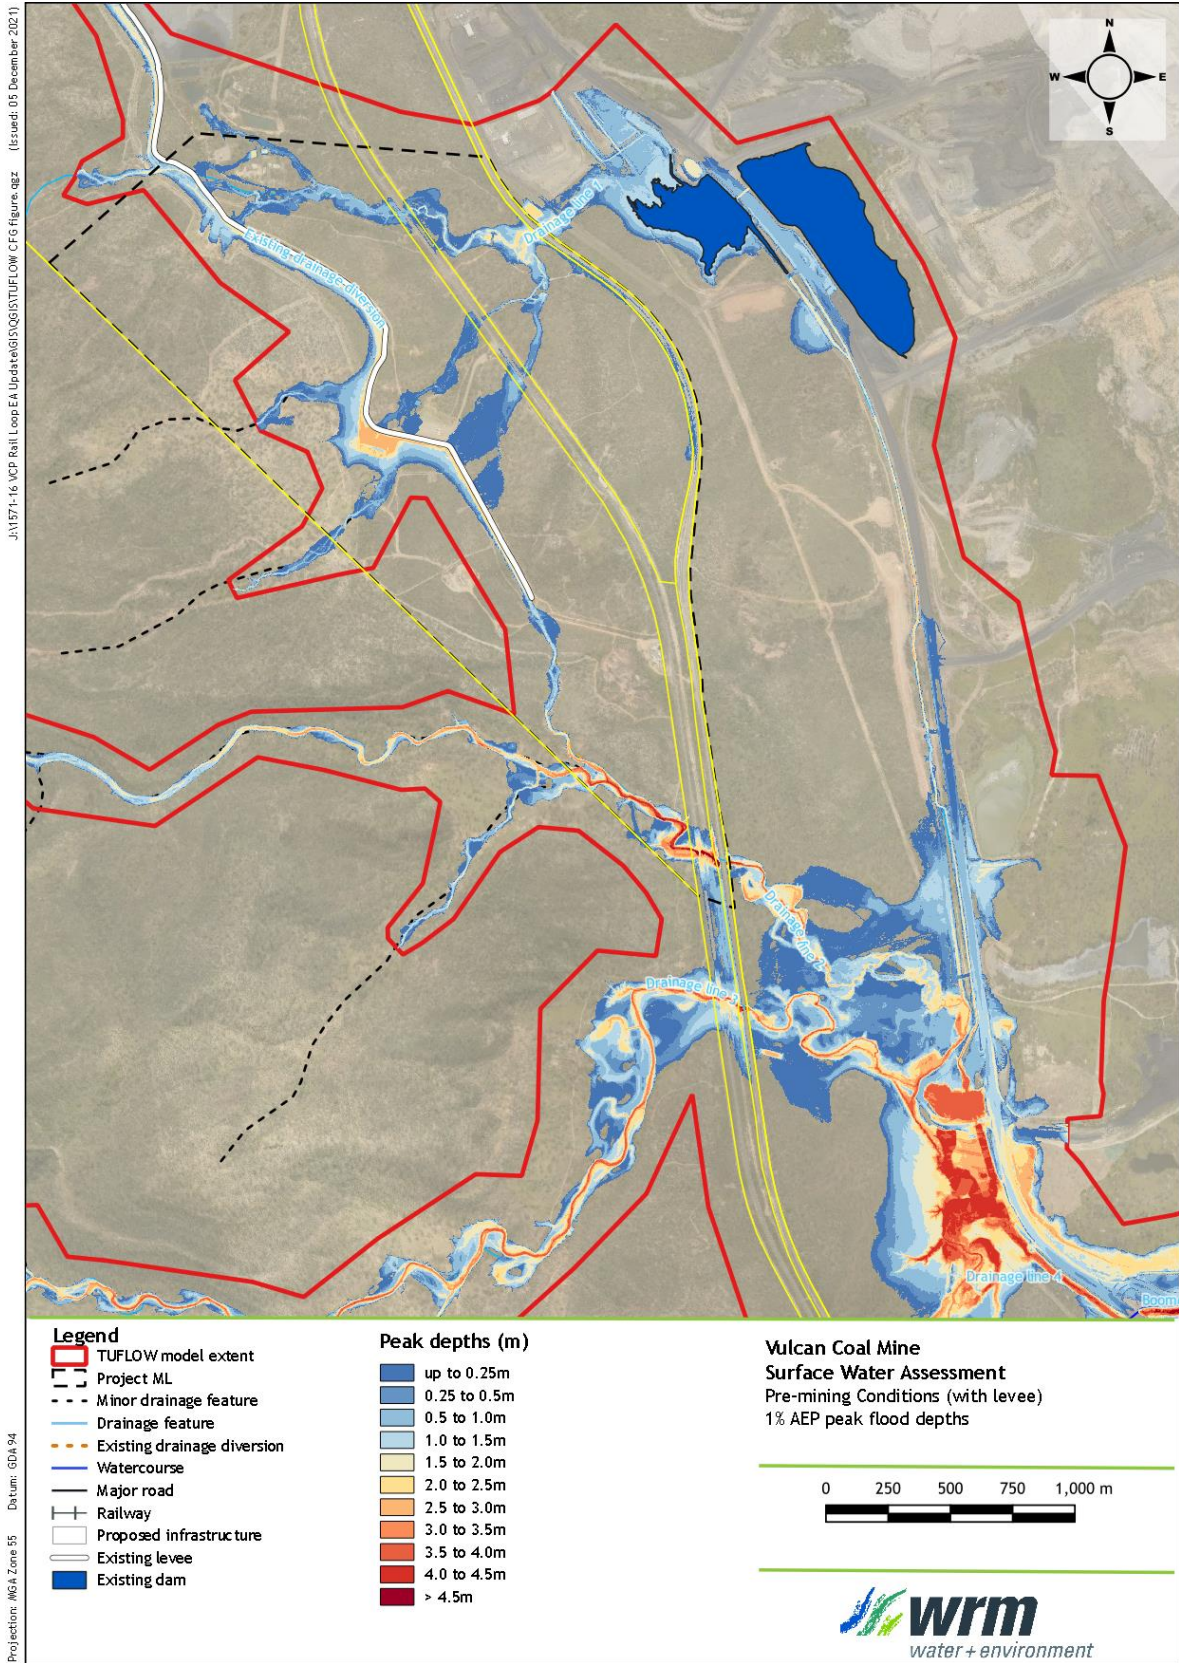 J:\1571-16 VCP Rail Loop EA Update\GIS\QGIS\TUFLOW CFG figure.qgz (Issued: 05 December 2021)
N
W
E
S
Drainage line 1
Existing drainage diversion
Drainage line 2
Drainage line 3
Drainage line 4
Boom
Projection: MGA Zone 55 Datum: GDA94
Legend
TUFLOW model extent
Project ML
Minor drainage feature
Drainage feature
Existing drainage diversion
Watercourse
Major road
Railway
Proposed infrastructure
Existing levee
Existing dam
Peak depths (m)
up to 0.25m
0.25 to 0.5m
0.5 to 1.0m
1.0 to 1.5m
1.5 to 2.0m
2.0 to 2.5m
2.5 to 3.0m
3.0 to 3.5m
3.5 to 4.0m
4.0 to 4.5m
> 4.5m
Vulcan Coal Mine
Surface Water Assessment
Pre-mining Conditions (with levee)
1% AEP peak flood depths
0 250 500 750 1,000 m
wrm
water + environment